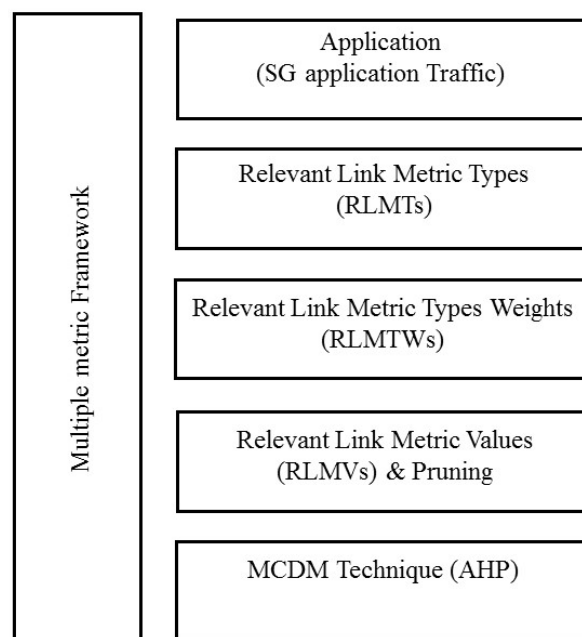 Multiple metric Framework
Application
(SG application Traffic)
Relevant Link Metric Types
(RLMTs)
Relevant Link Metric Types Weights
(RLMTWs)
Relevant Link Metric Values
(RLMVs) & Pruning
MCDM Technique (AHP)